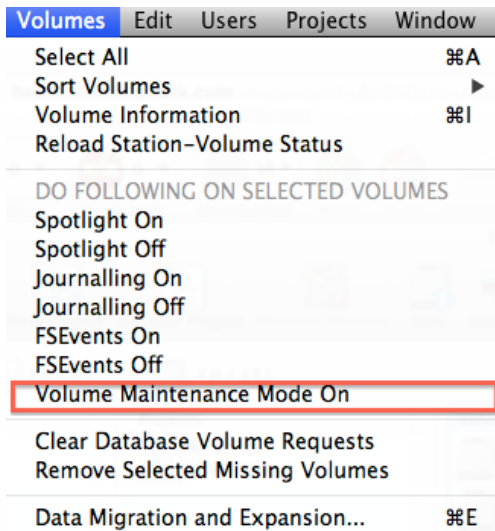 Volumes Edit Users Projects Window
Select All ⌘A
Sort Volumes ▶
Volume Information ⌘I
Reload Station-Volume Status
DO FOLLOWING ON SELECTED VOLUMES
Spotlight On
Spotlight Off
Journalling On
Journalling Off
FSEvents On
FSEvents Off
Volume Maintenance Mode On
Clear Database Volume Requests
Remove Selected Missing Volumes
Data Migration and Expansion... ⌘E